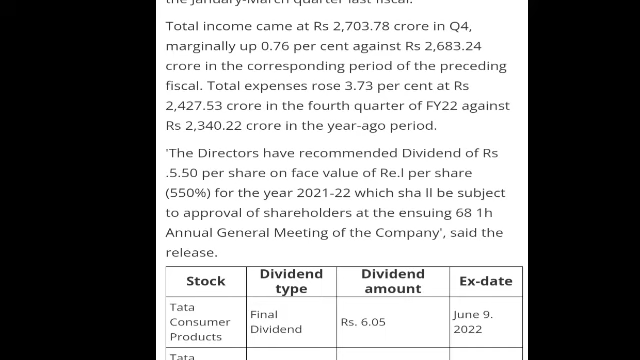 the January-March quarter last fiscal.
Total income came at Rs 2,703.78 crore in Q4,
marginally up 0.76 per cent against Rs 2,683.24
crore in the corresponding period of the preceding
fiscal. Total expenses rose 3.73 per cent at Rs
2,427.53 crore in the fourth quarter of FY22 against
Rs 2,340.22 crore in the year-ago period.
'The Directors have recommended Dividend of Rs
.5.50 per share on face value of Re.l per share
(550%) for the year 2021-22 which sha ll be subject
to approval of shareholders at the ensuing 68 1h
Annual General Meeting of the Company', said the
release.
Stock
Dividend
type
Dividend
amount
Ex-date
Tata
Consumer
Products
Final
Dividend
Rs. 6.05
June 9.
2022
Tata